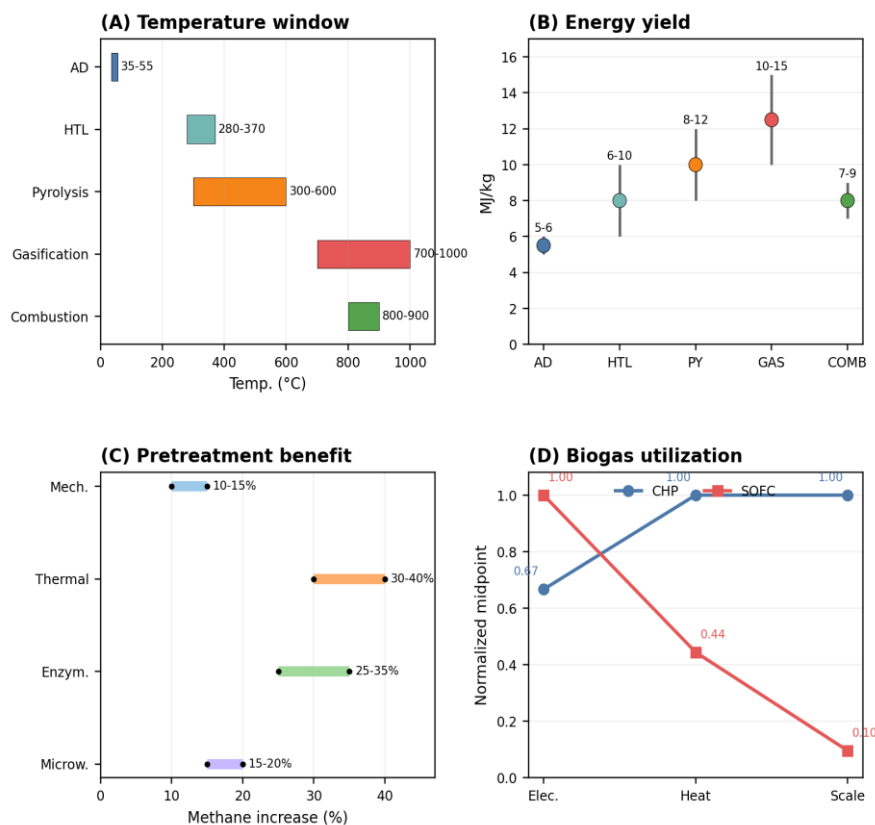 (A) Temperature window
AD
35-55
HTL
280-370
Pyrolysis
300-600
Gasification
700-1000
Combustion
800-900
0 200 400 600 800 1000
Temp. (°C)
(B) Energy yield
MJ/kg
16
14
12
10
8
6
4
2
0
5-6
6-10
8-12
10-15
7-9
AD HTL PY GAS COMB
(C) Pretreatment benefit
Mech.
10-15%
Thermal
30-40%
Enzym.
25-35%
Microw.
15-20%
0 10 20 30 40
Methane increase (%)
(D) Biogas utilization
Normalized midpoint
1.00 1.00 1.00
CHP SOFC
1.0
0.8
0.6
0.4
0.2
0.0
0.67
0.44
0.10
Elec. Heat Scale